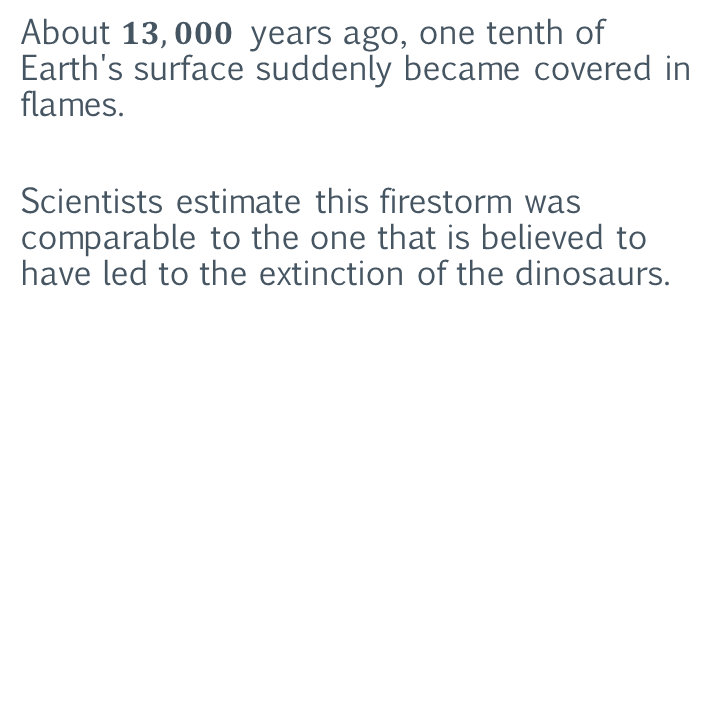 About 13,000 years ago, one tenth of
Earth's surface suddenly became covered in
flames.
Scientists estimate this firestorm was
comparable to the one that is believed to
have led to the extinction of the dinosaurs.